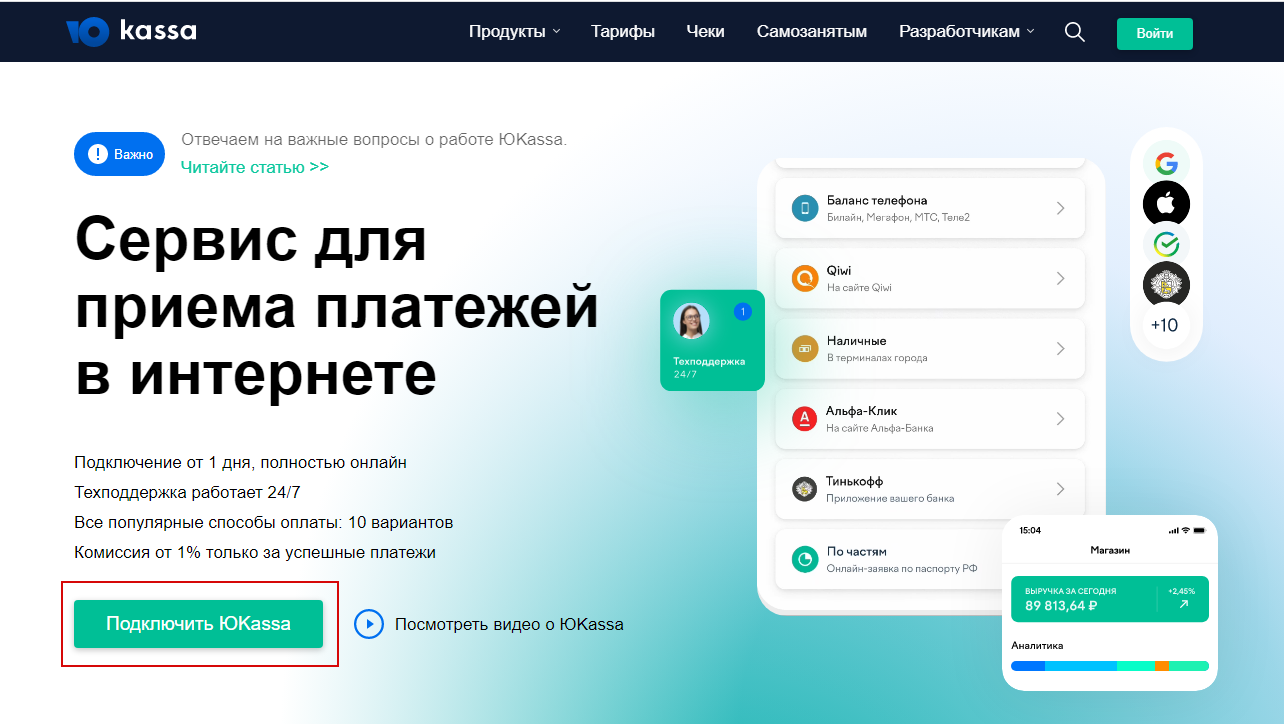 Ю kassa
Продукты
Тарифы
Чеки
Самозанятым
Разработчикам
Войти
Важно
Отвечаем на важные вопросы о работе ЮKassa.
Читайте статью >>
Сервис для
приема платежей
в интернете
Подключение от 1 дня, полностью онлайн
Техподдержка работает 24/7
Все популярные способы оплаты: 10 вариантов
Комиссия от 1% только за успешные платежи
Подключить ЮKassa
Посмотреть видео о ЮKassa
1
Техподдержка
24/7
Баланс телефона
Билайн, Мегафон, МТС, Теле2
Qiwi
На сайте Qiwi
Наличные
В терминалах города
Альфа-Клик
На сайте Альфа-Банка
Тинькофф
Приложение вашего банка
По частям
Онлайн-заявка по паспорту РФ
+10
15:04
Магазин
ВЫРУЧКА ЗА СЕГОДНЯ
+2,45%
89 813,64 ₽
Аналитика